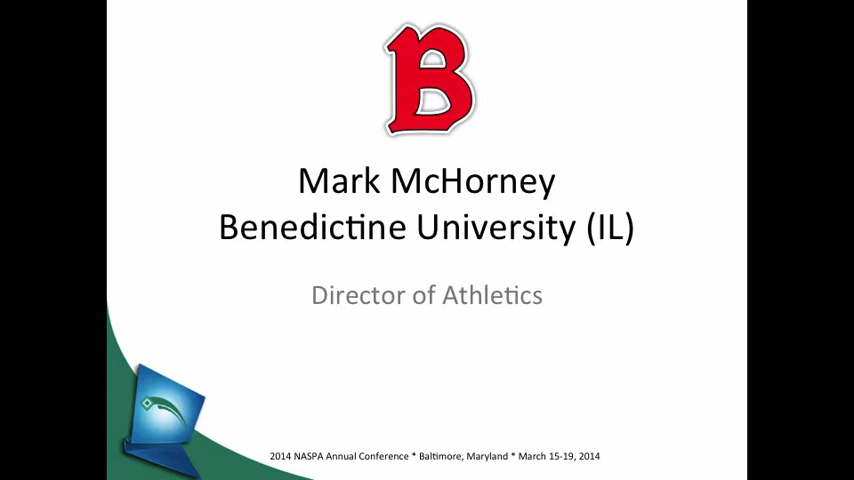 B
Mark McHorney
Benedictine University (IL)
Director of Athletics
2014 NASPA Annual Conference * Baltimore, Maryland * March 15-19, 2014